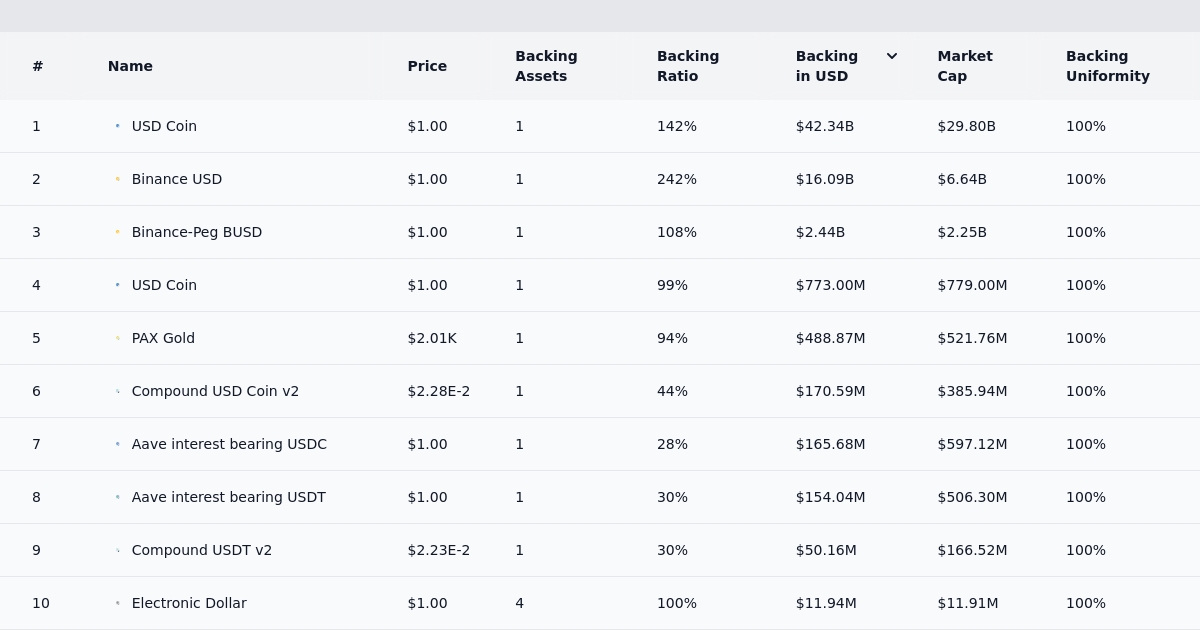 # Name Price Backing Assets Backing Ratio Backing in USD Market Cap Backing Uniformity
1 USD Coin $1.00 1 142% $42.34B $29.80B 100%
2 Binance USD $1.00 1 242% $16.09B $6.64B 100%
3 Binance-Peg BUSD $1.00 1 108% $2.44B $2.25B 100%
4 USD Coin $1.00 1 99% $773.00M $779.00M 100%
5 PAX Gold $2.01K 1 94% $488.87M $521.76M 100%
6 Compound USD Coin v2 $2.28E-2 1 44% $170.59M $385.94M 100%
7 Aave interest bearing USDC $1.00 1 28% $165.68M $597.12M 100%
8 Aave interest bearing USDT $1.00 1 30% $154.04M $506.30M 100%
9 Compound USDT v2 $2.23E-2 1 30% $50.16M $166.52M 100%
10 Electronic Dollar $1.00 4 100% $11.94M $11.91M 100%